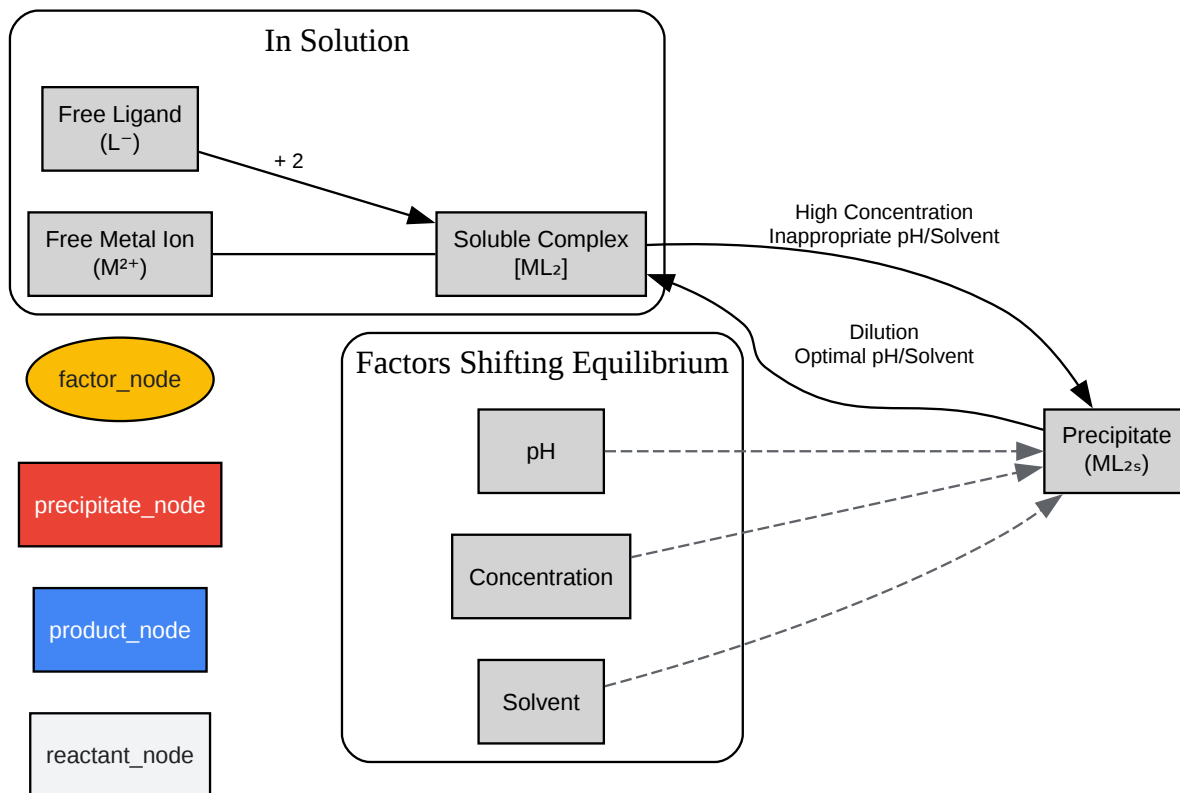 In Solution
Free Ligand
(L⁻)
+ 2
Free Metal Ion
(M²⁺)
Soluble Complex
[ML₂]
High Concentration
Inappropriate pH/Solvent
Dilution
Optimal pH/Solvent
Precipitate
(ML₂ₛ)
Factors Shifting Equilibrium
pH
Concentration
Solvent
factor_node
precipitate_node
product_node
reactant_node